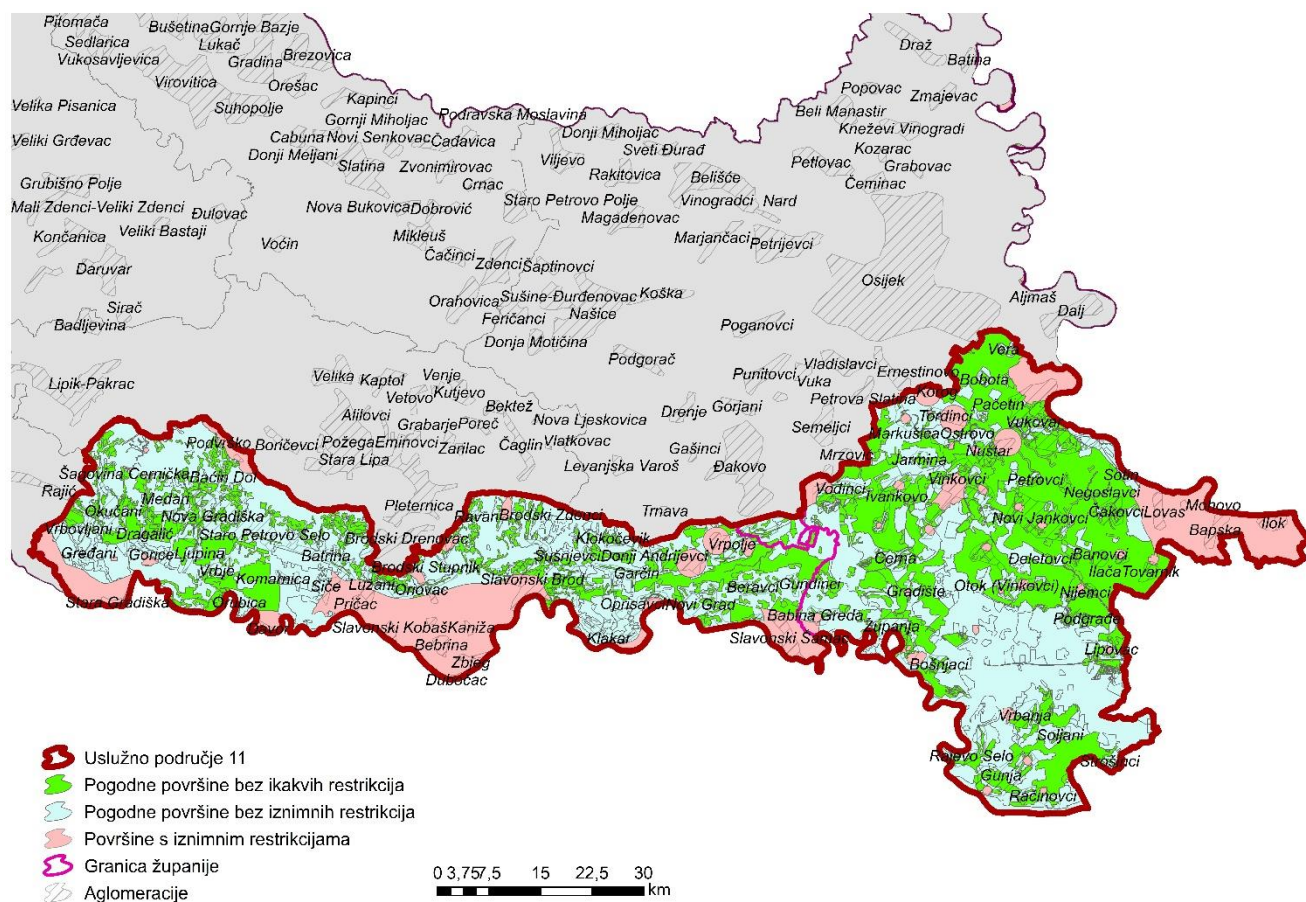 Pitomača
Bušetina Gornje Bazje
Sedlarica
Lukač
Vukosavljevica
Gradina
Brezovica
Virovitica
Orešac
Suhopolje
Kapinci
Velika Pisanica
Gornji Miholjac
Podravska Moslavina
Cabuna Novi Senkovac
Čađavica
Veliki Grđevac
Donji Meljani
Slatina
Zvonimirovac
Crnac
Donji Miholjac
Sveti Đurađ
Viljevo
Rakitovica
Belišće
Draž
Batina
Popovac
Zmajevac
Beli Manastir
Kneževi Vinogradi
Kozarac
Petlovac
Grabovac
Čeminac
Grubišno Polje
Mali Zdenci-Veliki Zdenci
Đulovac
Nova Bukovica
Dobrović
Staro Petrovo Selo
Vinogradci
Nard
Magadenovac
Končanica
Veliki Bastaji
Voćin
Mikleuš
Marjančaci
Petrijevci
Čačinci
Daruvar
Zdenci
Šaptinovci
Osijek
Sirač
Orahovica
Sušine-Đurđenovac
Koška
Aljmaš
Dalj
Badljevina
Feričanci
Našice
Poganovci
Donja Motičina
Podgorač
Vladislavci
Ernestinovo
Vera
Lipik-Pakrac
Velika
Kaptol
Venje
Punitovci
Vuka
Bobota
Vetovo
Kutjevo
Petrova Slatina
Korog
Pačetin
Alilovci
Bektež
Drenje
Gorjani
Tordinci
Vukovar
Grabarje
Poreč
Nova Ljeskovica
Semeljci
Markušica
Ostrovo
Podvrško
Boričevci
Požega
Eminovci
Zarilac
Čaglin
Vlatkovac
Gašinci
Mrzović
Nuštar
Stara Lipa
Levanjska Varoš
Đakovo
Jarmina
Sotin
Šagovina Cernička
Baćin Dol
Rajić
Medari
Vođinci
Ivankovo
Vinkovci
Petrovci
Negoslavci
Okučani
Nova Gradiška
Pleternica
Trnava
Čakovci
Lovas
Mohovo
Vrbovljani
Dragalić
Staro Petrovo Selo
Ravan
Brodski Zdenci
Novi Jankovci
Bapska
Ilok
Gređani
Gorice
Ljupina
Batrina
Brodski Drenovac
Klokočevik
Šušnjevci
Donji Andrijevci
Vrpolje
Cerna
Đeletovci
Banovci
Vrbje
Komarnica
Brodski Stupnik
Garčin
Ilača
Tovarnik
Siče
Lužani
Oriovac
Slavonski Brod
Beravci
Gundinci
Gradište
Otok (Vinkovci)
Nijemci
Stara Gradiška
Orubica
Pričac
Oprisavci
Novi Grad
Babina Greda
Županja
Podgrađe
Davor
Slavonski Kobaš
Kaniža
Klakar
Slavonski Šamac
Bebrina
Lipovac
Zbjeg
Bošnjaci
Dubočac
Vrbanja
Soljani
Rajevo Selo
Strošinci
Gunja
Račinovci
Uslužno područje 11
Pogodne površine bez ikakvih restrikcija
Pogodne površine bez iznimnih restrikcija
Površine s iznimnim restrikcijama
Granica županije
Aglomeracije
0 3,75 7,5 15 22,5 30
km